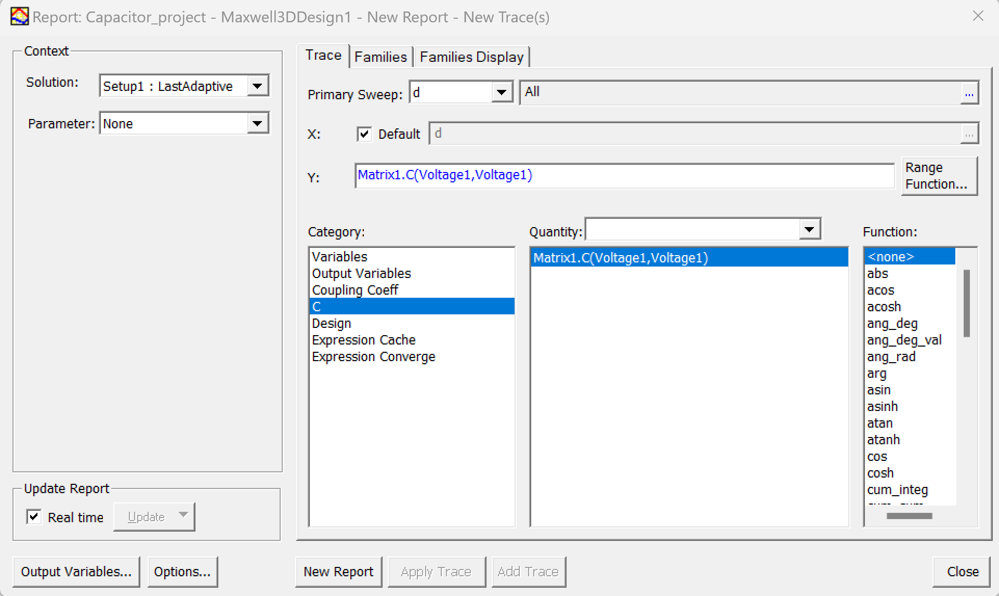 Report: Capacitor_project - Maxwell3DDesign1 - New Report - New Trace(s)
Context
Solution: Setup1 : LastAdaptive
Parameter: None
Update Report
Real time Update
Output Variables... Options...
Trace Families Families Display
Primary Sweep: d All ...
X: Default d ...
Y: Matrix1.C(Voltage1,Voltage1) Range Function...
Category:
Variables
Output Variables
Coupling Coeff
C
Design
Expression Cache
Expression Converge
Quantity:
Matrix1.C(Voltage1,Voltage1)
Function:
<none>
abs
acos
acosh
ang_deg
ang_deg_val
ang_rad
arg
asin
asinh
atan
atanh
cos
cosh
cum_integ
New Report Apply Trace Add Trace Close